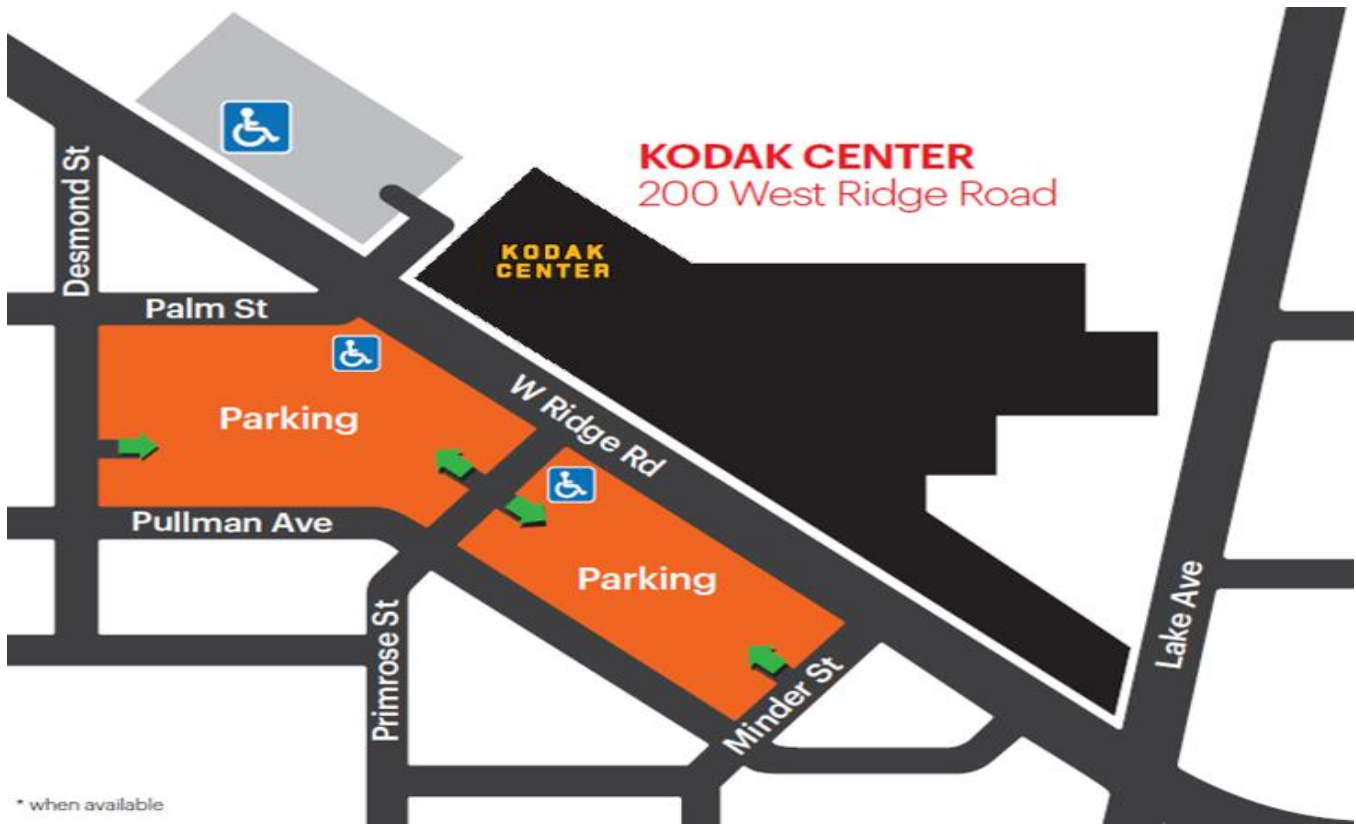 KODAK CENTER
200 West Ridge Road
Desmond St
KODAK
CENTER
Palm St
W Ridge Rd
Parking
Pullman Ave
Parking
Lake Ave
Primrose St
Minder St
* when available